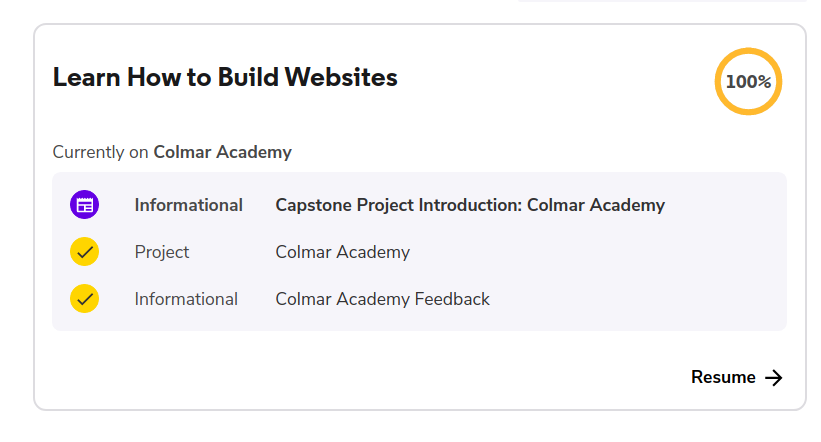 Learn How to Build Websites
100%
Currently on Colmar Academy
Informational Capstone Project Introduction: Colmar Academy
Project Colmar Academy
Informational Colmar Academy Feedback
Resume